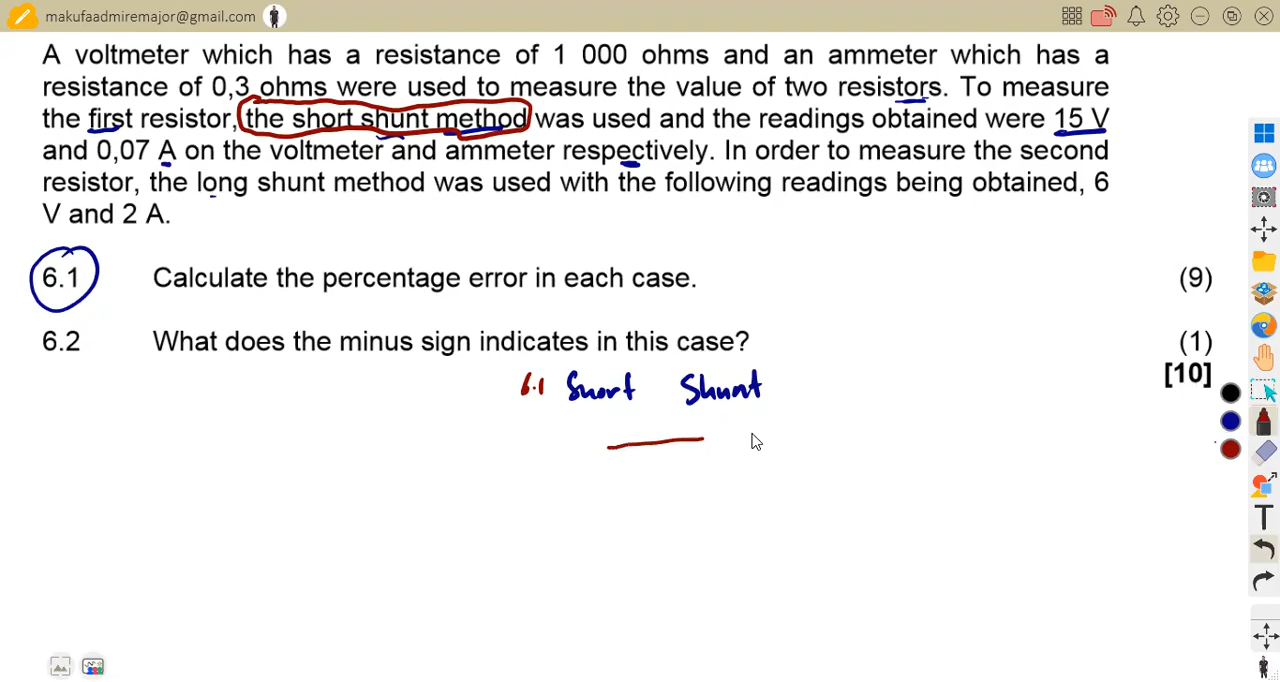 makufaadmiremajor@gmail.com
A voltmeter which has a resistance of 1 000 ohms and an ammeter which has a
resistance of 0,3 ohms were used to measure the value of two resistors. To measure
the first resistor, the short shunt method was used and the readings obtained were 15 V
and 0,07 A on the voltmeter and ammeter respectively. In order to measure the second
resistor, the long shunt method was used with the following readings being obtained, 6
V and 2 A.
6.1 Calculate the percentage error in each case. (9)
6.2 What does the minus sign indicates in this case? (1)
[10]
6.1 Short Shunt